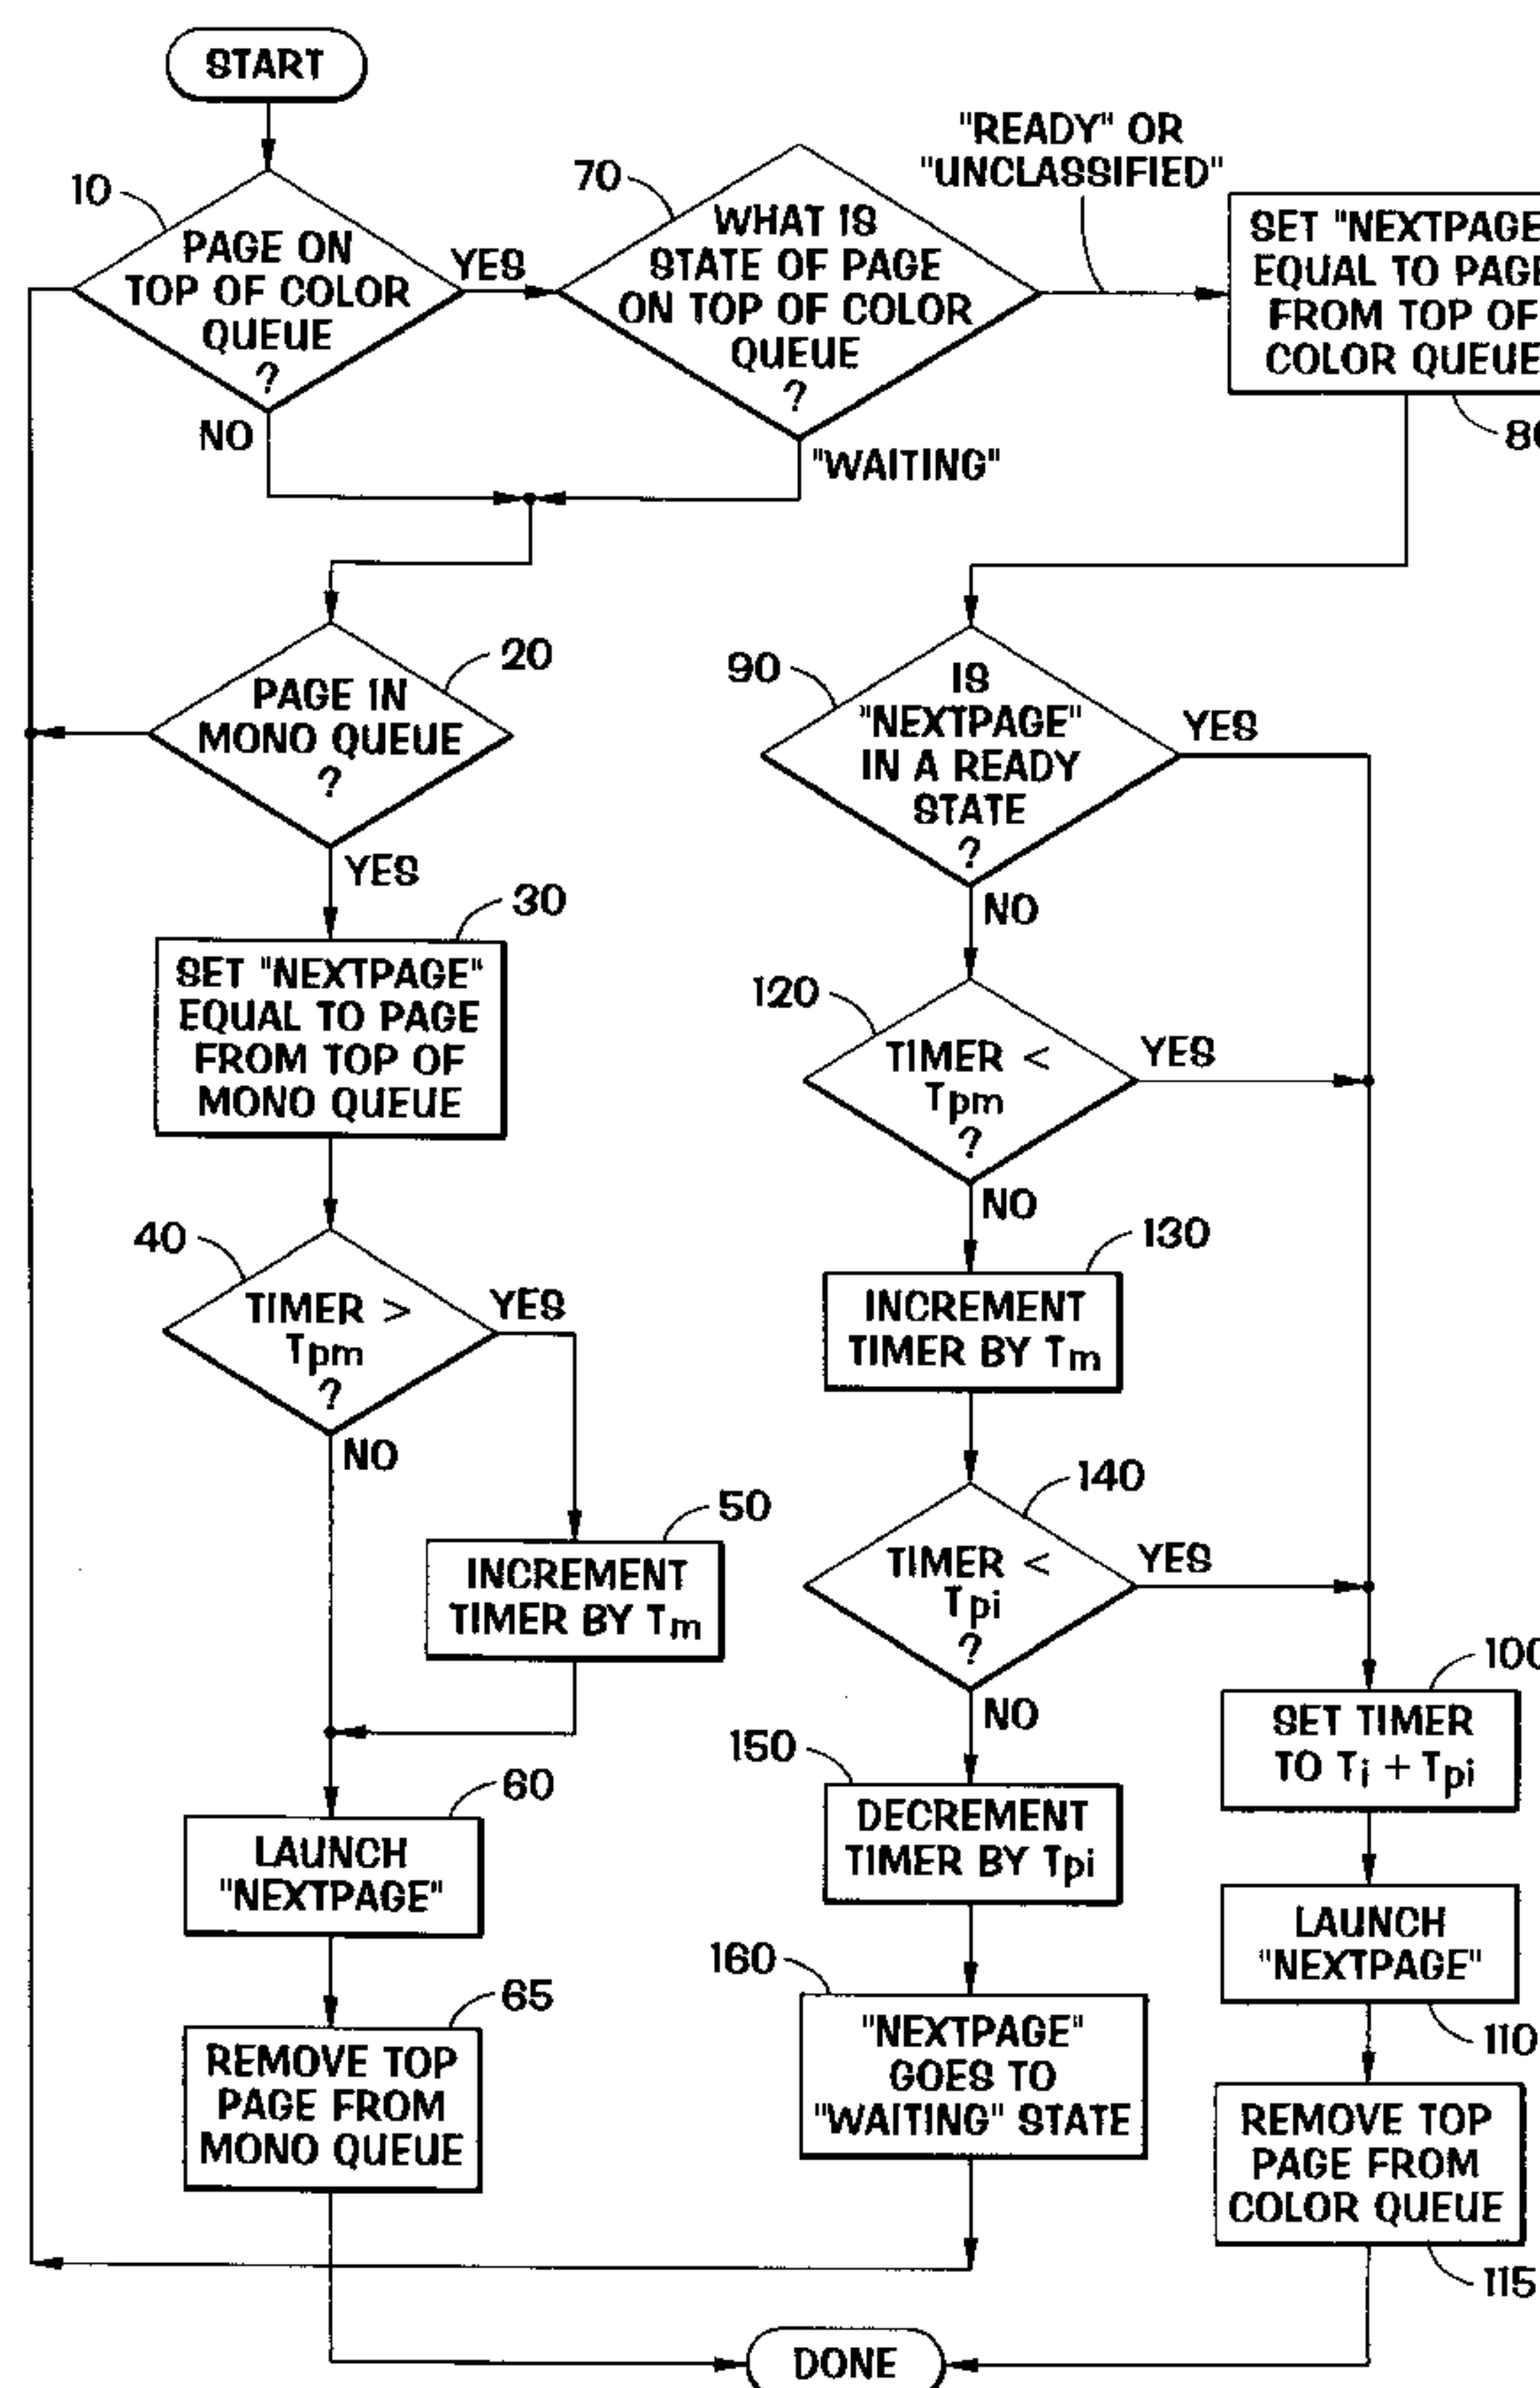 START
10
PAGE ON
TOP OF COLOR
QUEUE
?
YES
NO
70
WHAT IS
STATE OF PAGE
ON TOP OF COLOR
QUEUE
?
"WAITING"
"READY" OR
"UNCLASSIFIED"
SET "NEXTPAGE
EQUAL TO PAGE
FROM TOP OF
COLOR QUEUE
80
20
PAGE IN
MONO QUEUE
?
YES
30
SET "NEXTPAGE"
EQUAL TO PAGE
FROM TOP OF
MONO QUEUE
40
TIMER >
Tpm
?
YES
NO
50
INCREMENT
TIMER BY Tm
60
LAUNCH
"NEXTPAGE"
65
REMOVE TOP
PAGE FROM
MONO QUEUE
90
IS
"NEXTPAGE"
IN A READY
STATE
?
YES
NO
120
TIMER <
Tpm
?
YES
NO
130
INCREMENT
TIMER BY Tm
140
TIMER <
Tpi
?
YES
NO
150
DECREMENT
TIMER BY Tpi
160
"NEXTPAGE"
GOES TO
"WAITING" STATE
100
SET TIMER
TO Ti + Tpi
LAUNCH
"NEXTPAGE"
110
REMOVE TOP
PAGE FROM
COLOR QUEUE
115
DONE